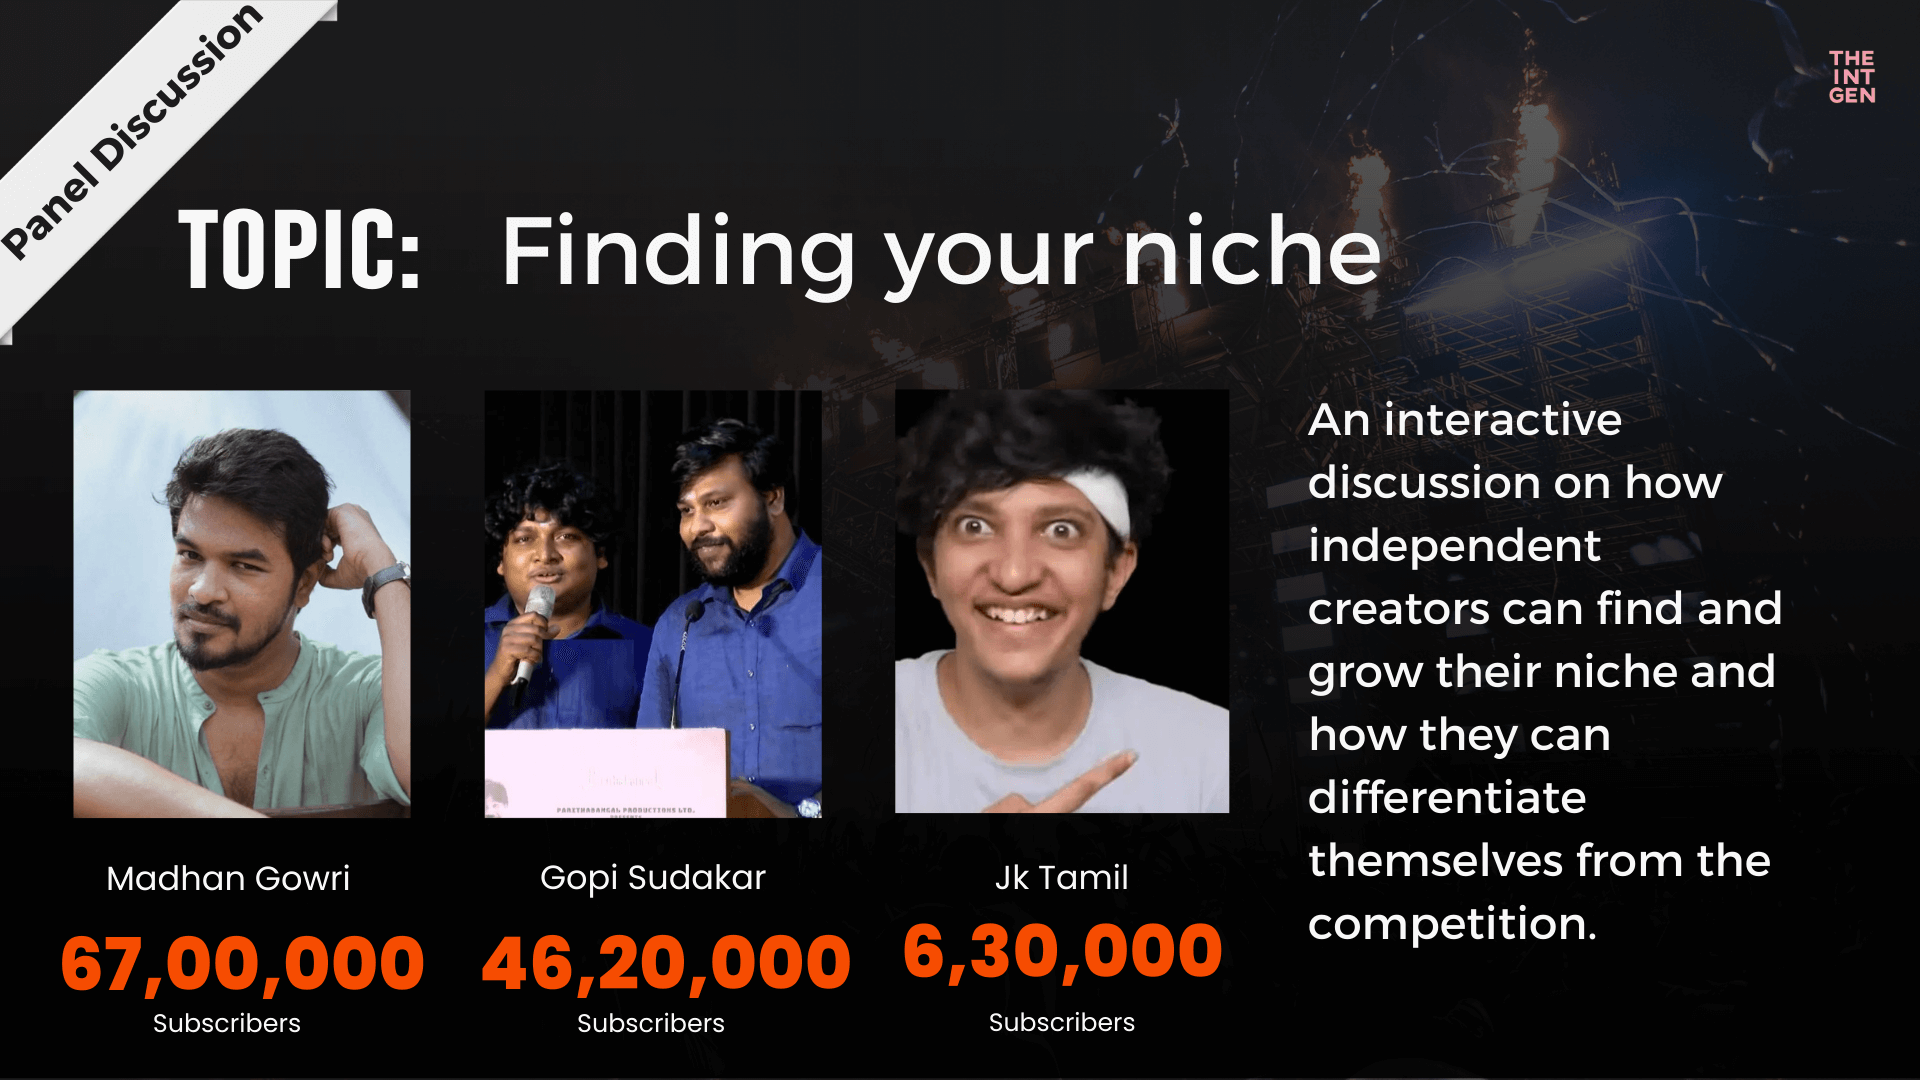 Panel Discussion
THE
INT
GEN
TOPIC: Finding your niche
An interactive
discussion on how
independent
creators can find and
grow their niche and
how they can
differentiate
themselves from the
competition.
PARITHABANGAL PRODUCTIONS LTD.
PRESENTS
Madhan Gowri
67,00,000
Subscribers
Gopi Sudakar
46,20,000
Subscribers
Jk Tamil
6,30,000
Subscribers